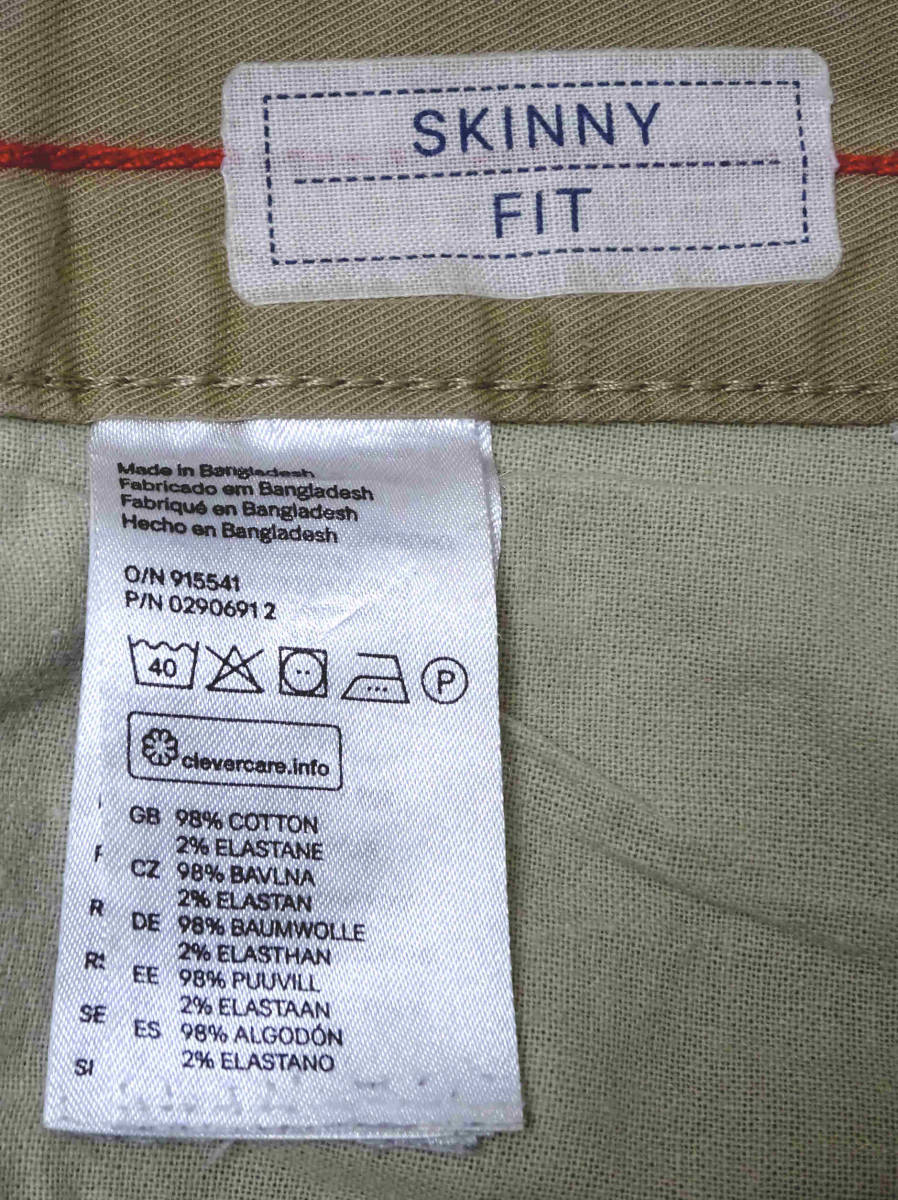 SKINNY
FIT
Made in Bangladesh
Fabricado em Bangladesh
Fabriqué en Bangladesh
Hecho en Bangladesh
O/N 915541
P/N 0290691 2
40
P
clevercare.info
GB 98% COTTON
2% ELASTANE
CZ 98% BAVLNA
2% ELASTAN
DE 98% BAUMWOLLE
2% ELASTHAN
EE 98% PUUVILL
2% ELASTAAN
ES 98% ALGODÓN
2% ELASTANO
R
SE
SI